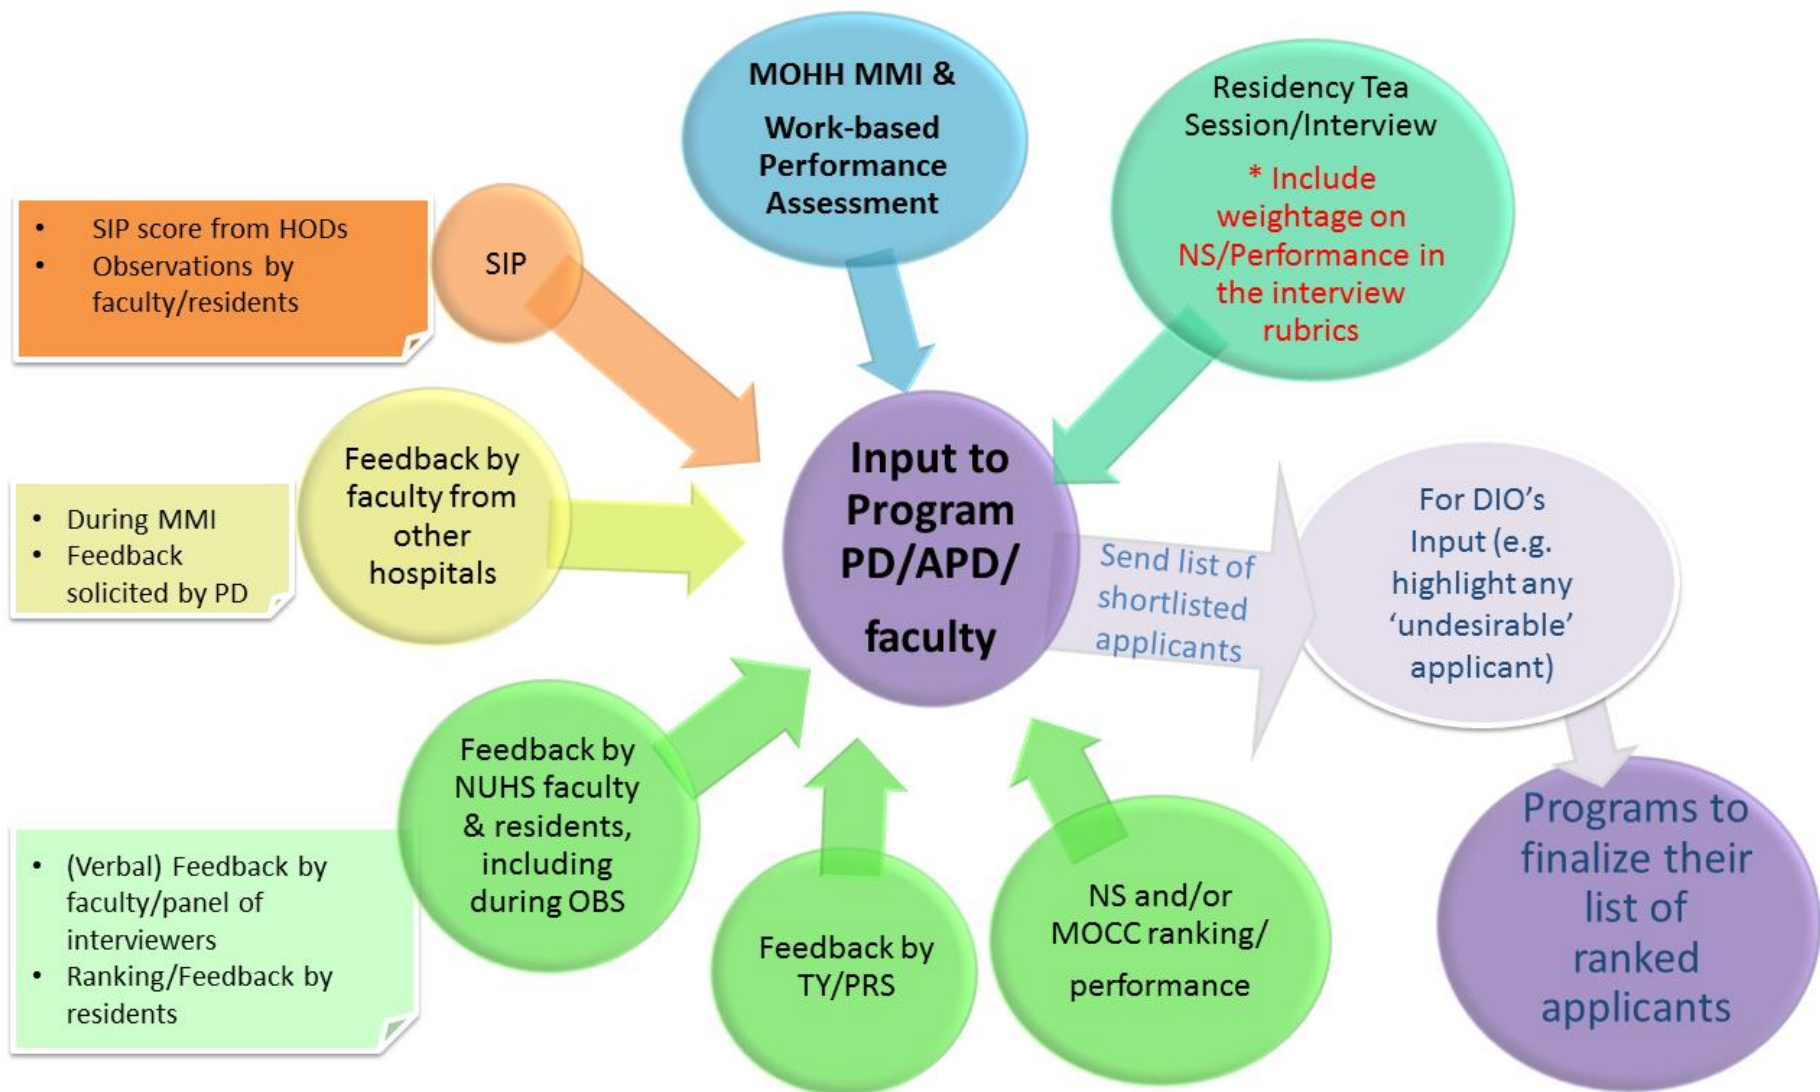 MOHH MMI &
Work-based
Performance
Assessment
Residency Tea
Session/Interview
* Include
weightage on
NS/Performance in
the interview
rubrics
• SIP score from HODs
• Observations by
faculty/residents
SIP
• During MMI
• Feedback
solicited by PD
Feedback by
faculty from
other
hospitals
Input to
Program
PD/APD/
faculty
Send list of
shortlisted
applicants
For DIO’s
Input (e.g.
highlight any
‘undesirable’
applicant)
• (Verbal) Feedback by
faculty/panel of
interviewers
• Ranking/Feedback by
residents
Feedback by
NUHS faculty
& residents,
including
during OBS
Feedback by
TY/PRS
NS and/or
MOCC ranking/
performance
Programs to
finalize their
list of
ranked
applicants